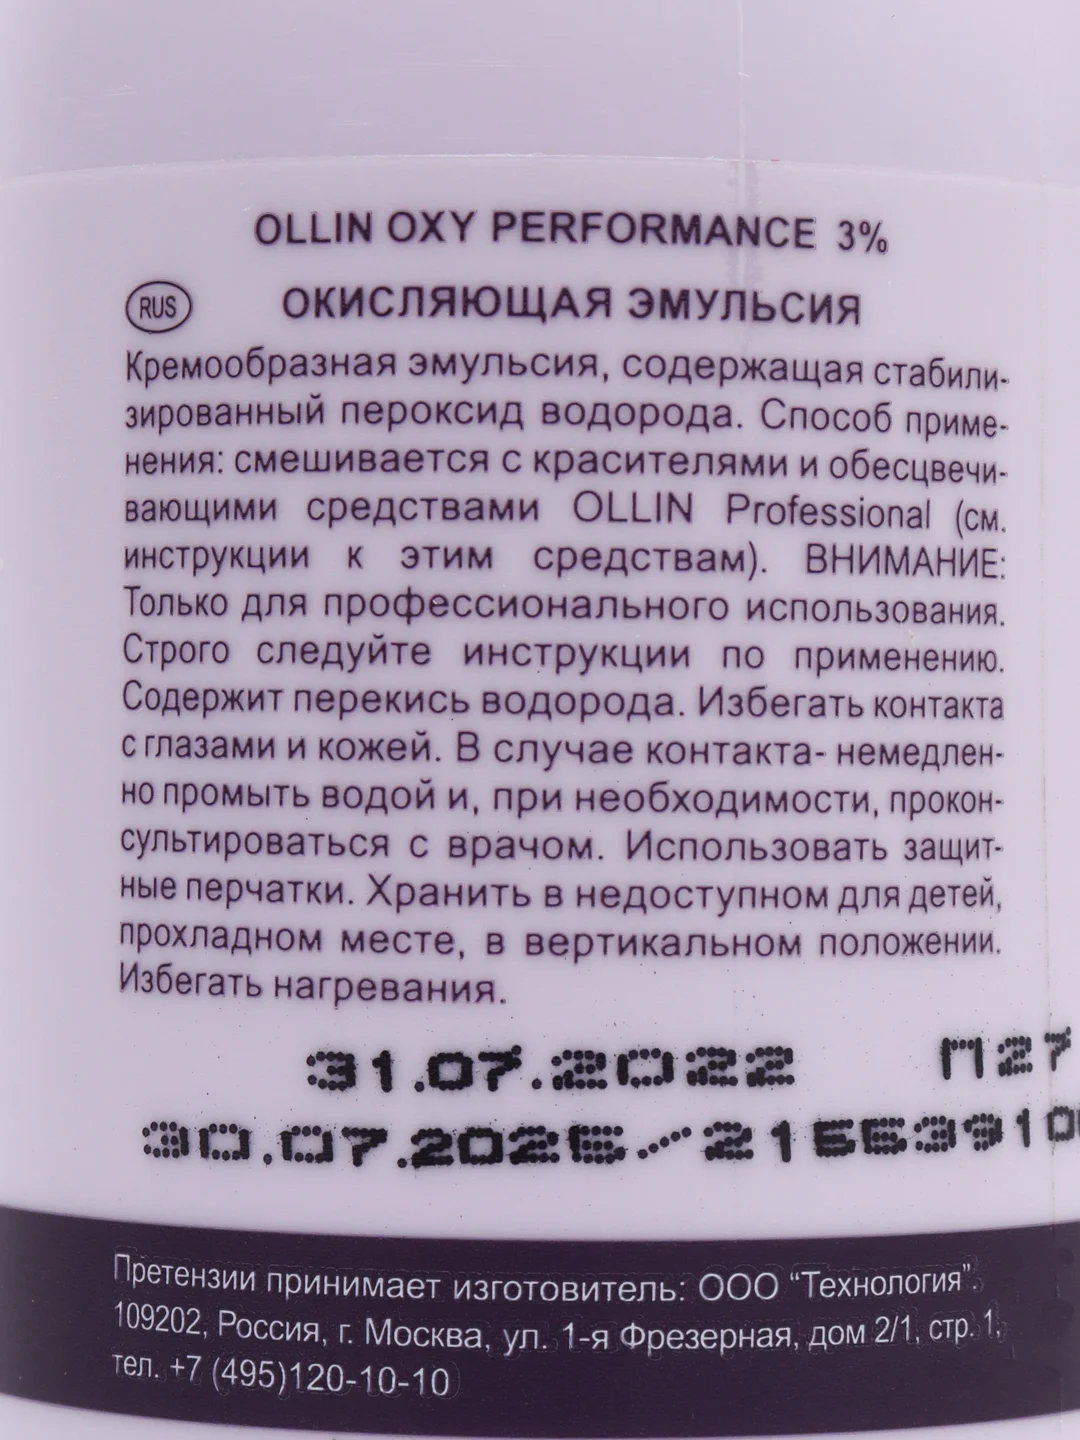 OLLIN OXY PERFORMANCE 3%
RUS ОКИСЛЯЮЩАЯ ЭМУЛЬСИЯ
Кремообразная эмульсия, содержащая стабили-
зированный пероксид водорода. Способ приме-
нения: смешивается с красителями и обесцвечи-
вающими средствами OLLIN Professional (см.
инструкции к этим средствам). ВНИМАНИЕ:
Только для профессионального использования.
Строго следуйте инструкции по применению.
Содержит перекись водорода. Избегать контакта
с глазами и кожей. В случае контакта- немедлен-
но промыть водой и, при необходимости, прокон-
сультироваться с врачом. Использовать защит-
ные перчатки. Хранить в недоступном для детей,
прохладном месте, в вертикальном положении.
Избегать нагревания.
31.07.2022 П27
30.07.2025/
Претензии принимает изготовитель: ООО “Технология”.
109202, Россия, г. Москва, ул. 1-я Фрезерная, дом 2/1, стр. 1,
тел. +7 (495)120-10-10